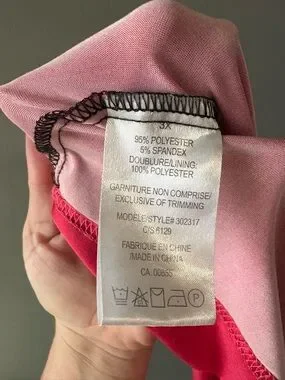 3X
95% POLYESTER
5% SPANDEX
DOUBLURE/LINING:
100% POLYESTER
GARNITURE NON COMPRISE/
EXCLUSIVE OF TRIMMING
MODELE/STYLE# 302317
C/S 6129
FABRIQUE EN CHINE
/MADE IN CHINA
CA 00855
P